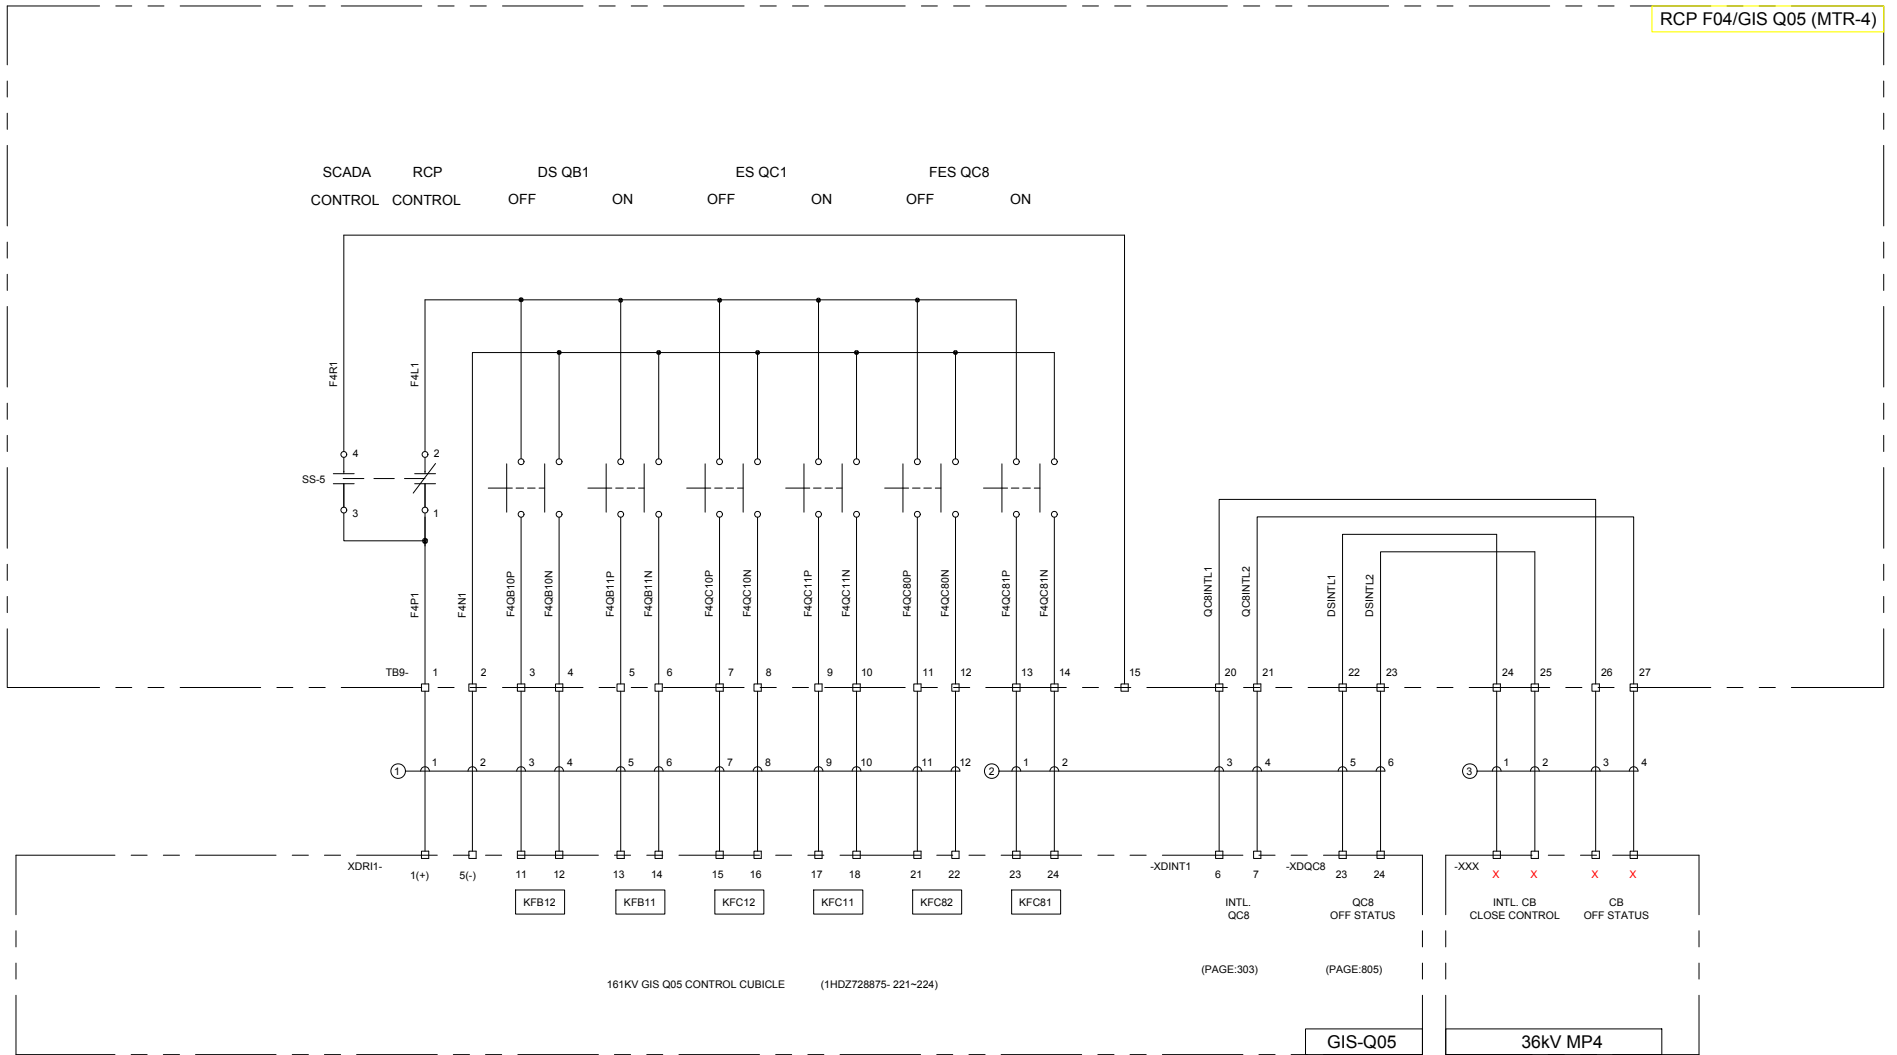 RCP F04/GIS Q05 (MTR-4)
SCADA RCP DS QB1 ES QC1 FES QC8
CONTROL CONTROL OFF ON OFF ON OFF ON
F4R1 F4L1
4 2
SS-5
3 1
F4P1 F4N1 F4QB10P F4QB10N F4QB11P F4QB11N F4QC10P F4QC10N F4QC11P F4QC11N F4QC80P F4QC80N F4QC81P F4QC81N QC8INTL1 QC8INTL2 DSINTL1 DSINTL2
TB9- 1 2 3 4 5 6 7 8 9 10 11 12 13 14 15 20 21 22 23 24 25 26 27
1 1 2 3 4 5 6 7 8 9 10 11 12 2 1 2 3 4 5 6 3 1 2 3 4
XDRI1- 1(+) 5(-) 11 12 13 14 15 16 17 18 21 22 23 24 -XDINT1 6 7 -XDQC8 23 24 -XXX X X X X
KFB12 KFB11 KFC12 KFC11 KFC82 KFC81
INTL. QC8 INTL. CB CB
QC8 OFF STATUS CLOSE CONTROL OFF STATUS
(PAGE:303) (PAGE:805)
161KV GIS Q05 CONTROL CUBICLE (1HDZ728875- 221~224)
GIS-Q05 36kV MP4